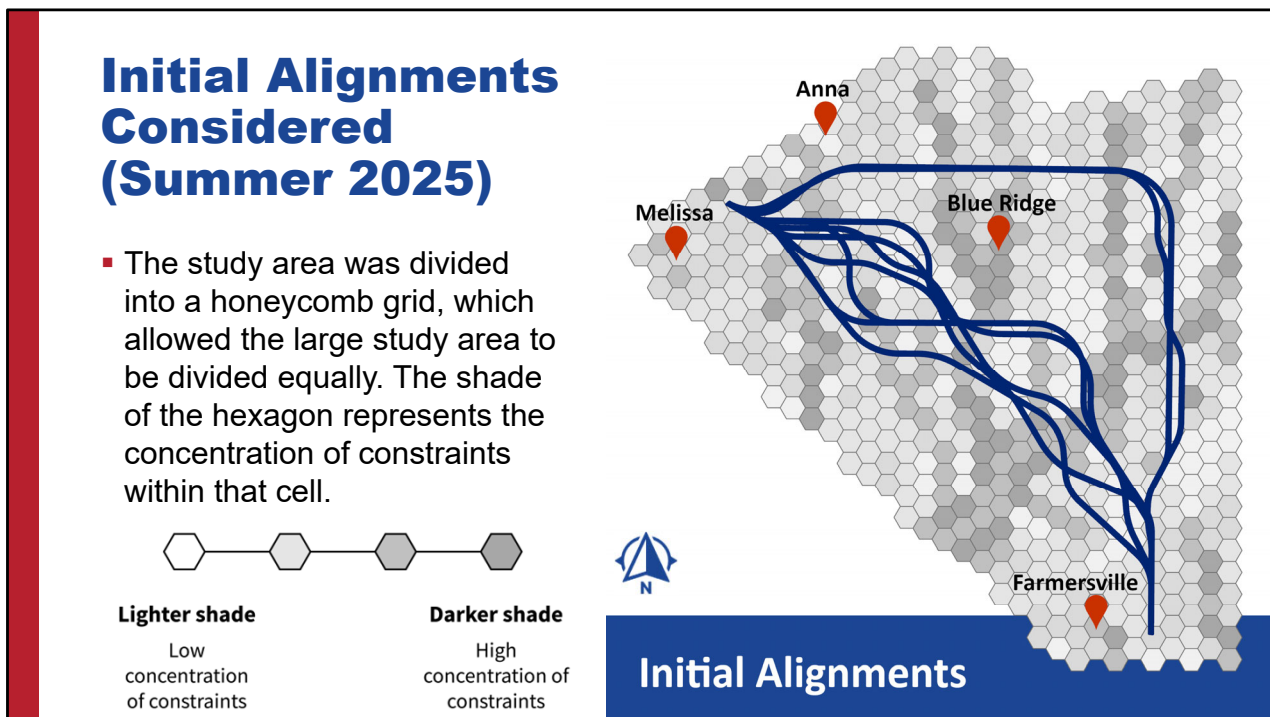 Initial Alignments
Considered
(Summer 2025)
▪ The study area was divided
into a honeycomb grid, which
allowed the large study area to
be divided equally. The shade
of the hexagon represents the
concentration of constraints
within that cell.
Lighter shade
Low
concentration
of constraints
Darker shade
High
concentration of
constraints
Anna
Melissa
Blue Ridge
Farmersville
N
Initial Alignments